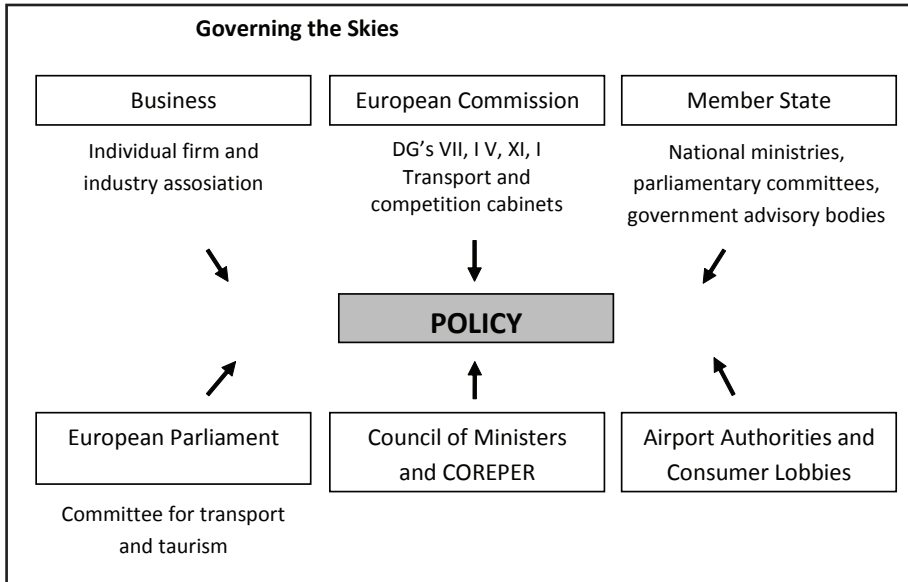 Governing the Skies
Business
Individual firm and
industry assosiation
European Commission
DG's VII, I V, XI, I
Transport and
competition cabinets
Member State
National ministries,
parliamentary committees,
government advisory bodies
POLICY
European Parliament
Committee for transport
and taurism
Council of Ministers
and COREPER
Airport Authorities and
Consumer Lobbies